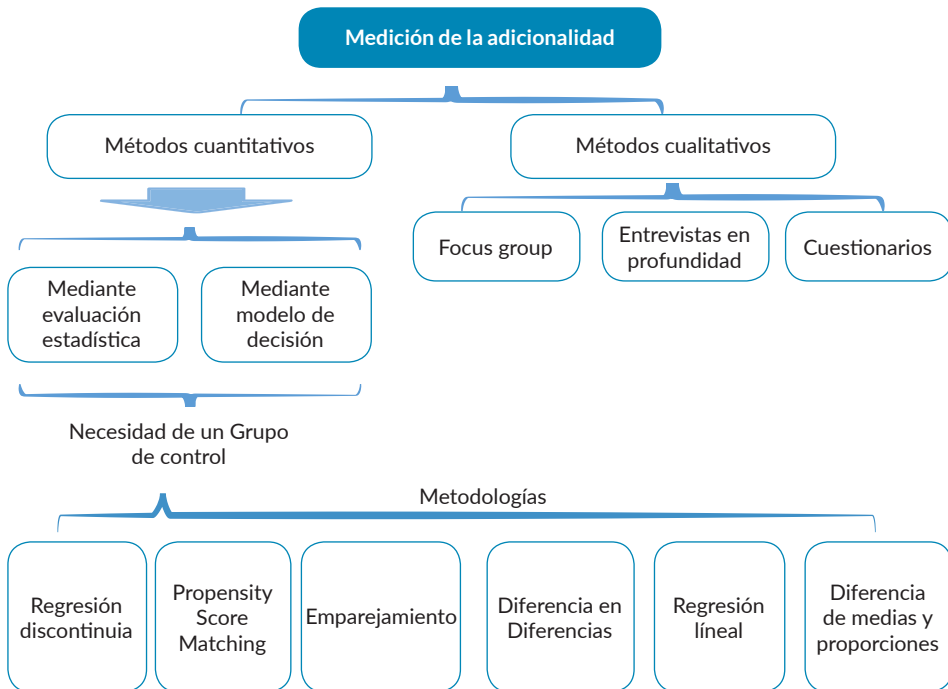 Medición de la adicionalidad
Métodos cuantitativos
Métodos cualitativos
Focus group
Entrevistas en
profundidad
Cuestionarios
Mediante
evaluación
estadística
Mediante
modelo de
decisión
Necesidad de un Grupo
de control
Metodologías
Regresión
discontinua
Propensity
Score
Matching
Emparejamiento
Diferencia en
Diferencias
Regresión
líneal
Diferencia
de medias y
proporciones